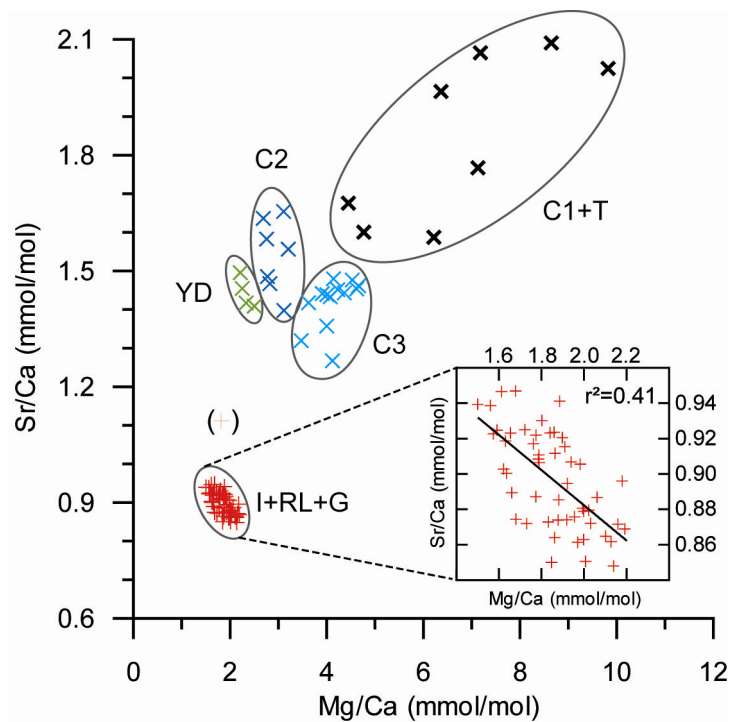 2.1
1.8
1.5
1.2
0.9
0.6
Sr/Ca (mmol/mol)
0
2
4
6
8
10
12
Mg/Ca (mmol/mol)
C2
C1+T
YD
C3
( )
I+RL+G
1.6
1.8
2.0
2.2
r²=0.41
0.94
0.92
0.90
0.88
0.86
Sr/Ca (mmol/mol)
Mg/Ca (mmol/mol)